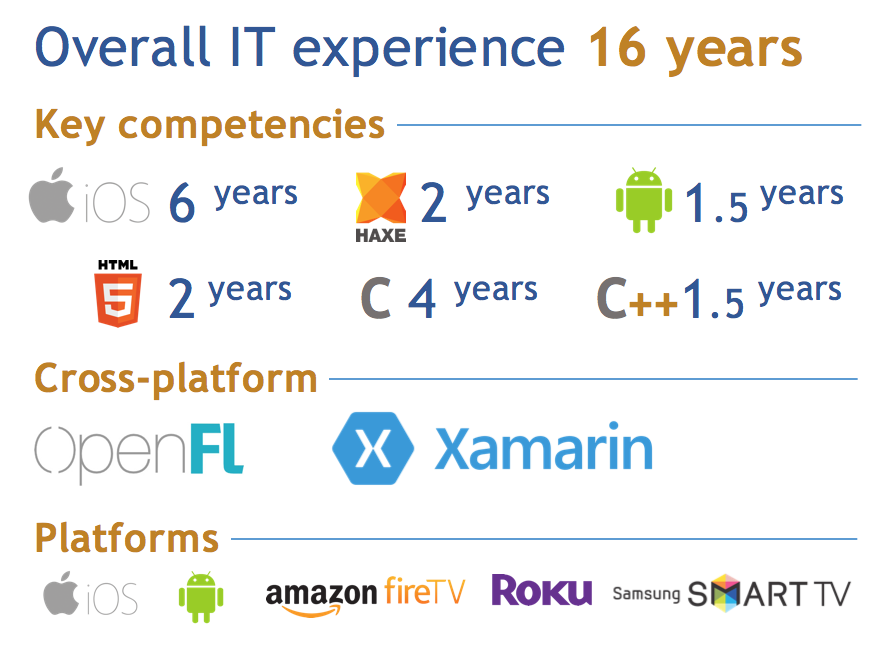 Overall IT experience 16 years
Key competencies
iOS 6 years HAXE 2 years 1.5 years
HTML 5 2 years C 4 years C++ 1.5 years
Cross-platform
OpenFL X Xamarin
Platforms
iOS amazon fireTV ROKU Samsung SMART TV